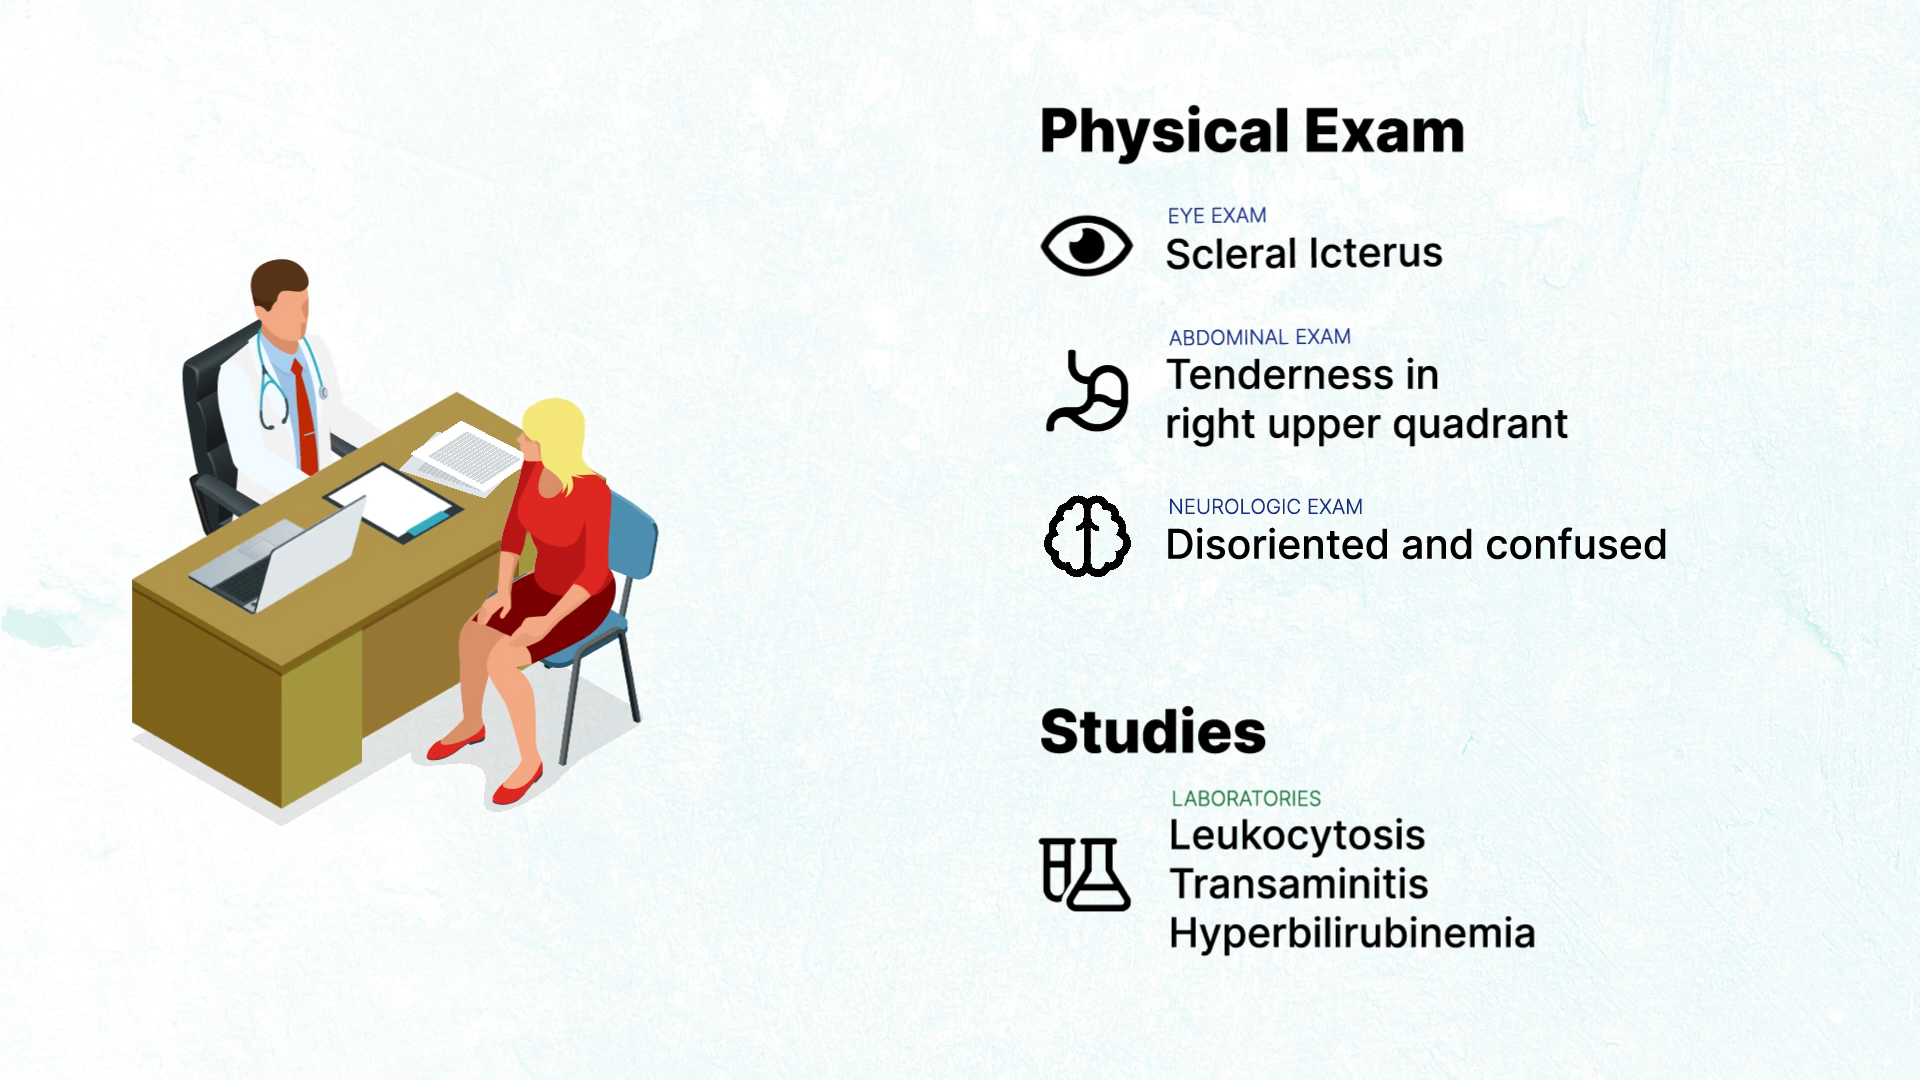 Physical Exam
EYE EXAM
Scleral Icterus
ABDOMINAL EXAM
Tenderness in
right upper quadrant
NEUROLOGIC EXAM
Disoriented and confused
Studies
LABORATORIES
Leukocytosis
Transaminitis
Hyperbilirubinemia